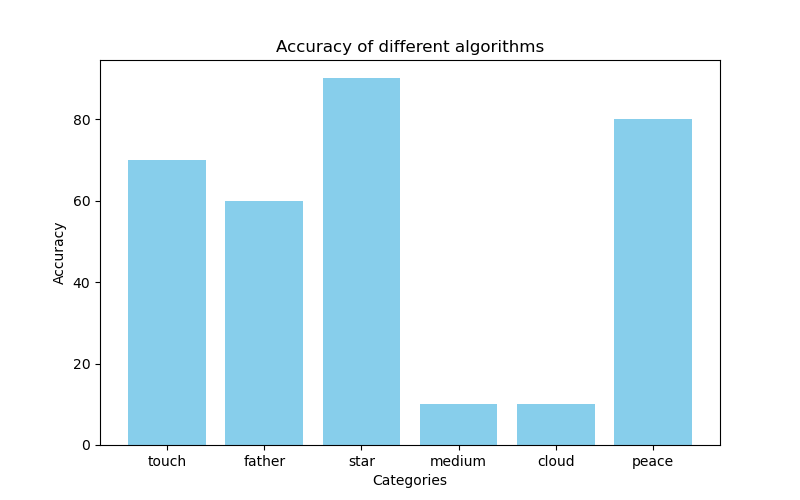 Accuracy of different algorithms
Accuracy
80
60
40
20
0
touch father star medium cloud peace
Categories